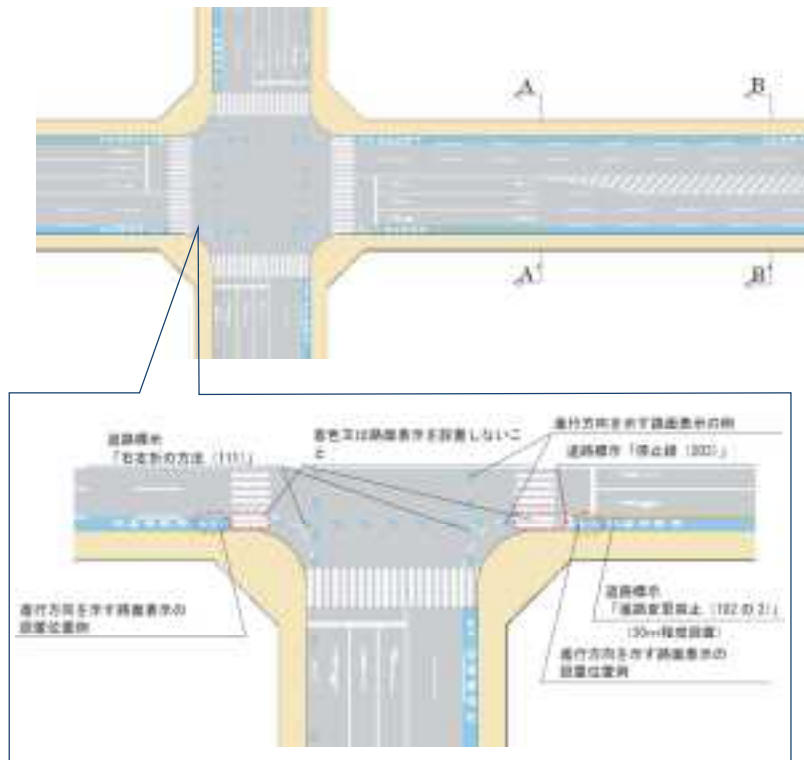 A
B
A'
B'
進行方向を示す路面表示の例
着色又は路面表示を設置しないこ
と
道路標示
「右左折の方法（111）」
道路標示「停止線（203）」
進行方向を示す路面表示の
設置位置例
道路標示
「進路変更禁止（102の2）」
（30m程度設置）
進行方向を示す路面表示の
設置位置例